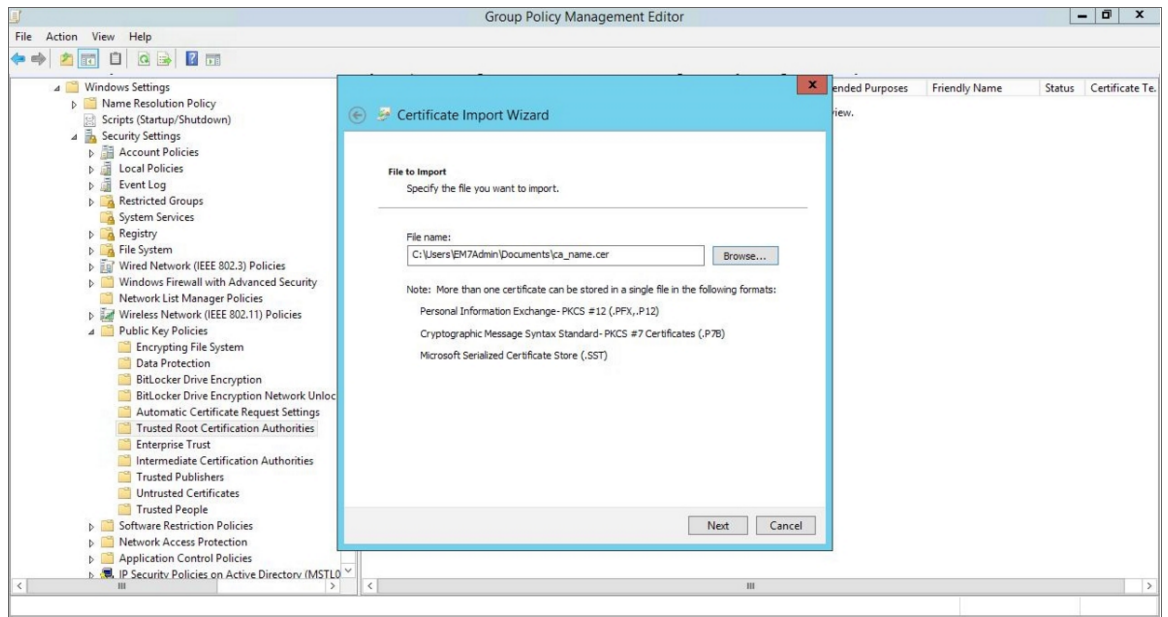 Group Policy Management Editor
File Action View Help
Windows Settings
Name Resolution Policy
Scripts (Startup/Shutdown)
Security Settings
Account Policies
Local Policies
Event Log
Restricted Groups
System Services
Registry
File System
Wired Network (IEEE 802.3) Policies
Windows Firewall with Advanced Security
Network List Manager Policies
Wireless Network (IEEE 802.11) Policies
Public Key Policies
Encrypting File System
Data Protection
BitLocker Drive Encryption
BitLocker Drive Encryption Network Unloc
Automatic Certificate Request Settings
Trusted Root Certification Authorities
Enterprise Trust
Intermediate Certification Authorities
Trusted Publishers
Untrusted Certificates
Trusted People
Software Restriction Policies
Network Access Protection
Application Control Policies
IP Security Policies on Active Directory (MSTL0
Certificate Import Wizard
File to Import
Specify the file you want to import.
File name:
C:\Users\EM7Admin\Documents\ca_name.cer
Browse...
Note: More than one certificate can be stored in a single file in the following formats:
Personal Information Exchange- PKCS #12 (.PFX,.P12)
Cryptographic Message Syntax Standard- PKCS #7 Certificates (.P7B)
Microsoft Serialized Certificate Store (.SST)
Next Cancel
ended Purposes Friendly Name Status Certificate Te.
iew.